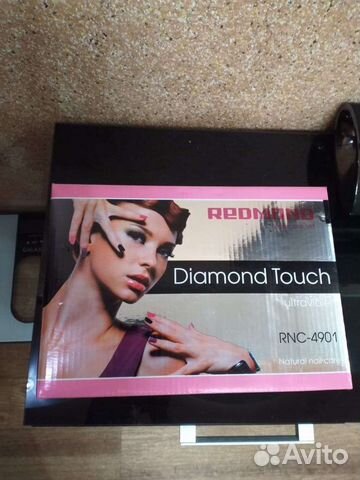 REDMOND
Diamond Touch
ultraviolet
RNC-4901
Natural nail care
Avito